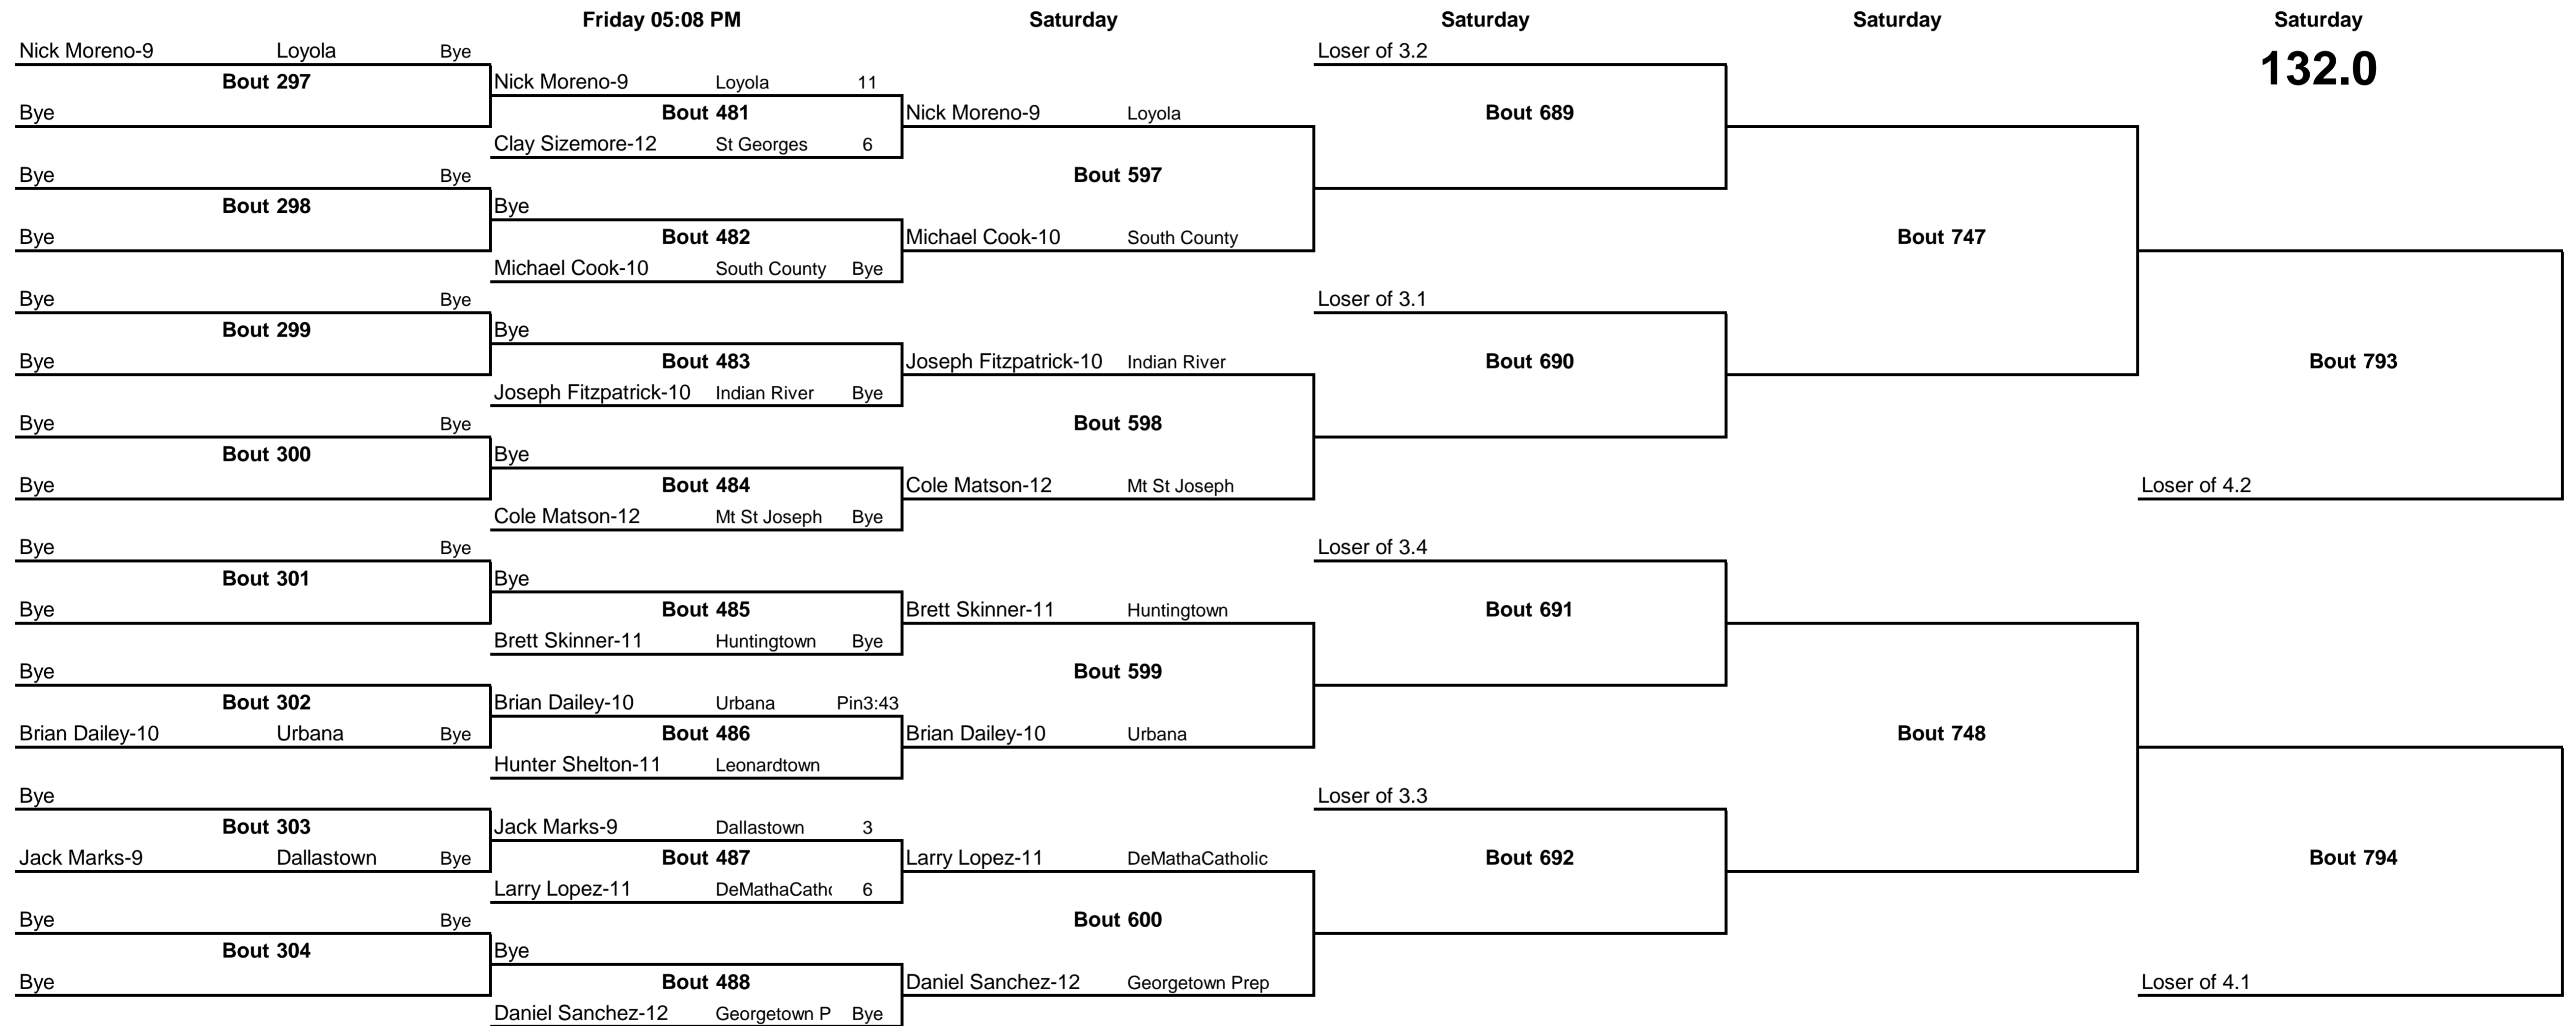 Friday 05:08 PM Saturday Saturday Saturday Saturday
Nick Moreno-9 Loyola Bye Loser of 3.2 132.0
Bout 297 Nick Moreno-9 Loyola 11
Bye Bout 481 Nick Moreno-9 Loyola Bout 689
Clay Sizemore-12 St Georges 6
Bye Bye Bout 597
Bout 298 Bye
Bye Bout 482 Michael Cook-10 South County Bout 747
Michael Cook-10 South County Bye
Bye Bye Loser of 3.1
Bout 299 Bye
Bye Bout 483 Joseph Fitzpatrick-10 Indian River Bout 690 Bout 793
Joseph Fitzpatrick-10 Indian River Bye
Bye Bye Bout 598
Bout 300 Bye
Bye Bout 484 Cole Matson-12 Mt St Joseph Loser of 4.2
Cole Matson-12 Mt St Joseph Bye
Bye Bye Loser of 3.4
Bout 301 Bye
Bye Bout 485 Brett Skinner-11 Huntingtown Bout 691
Brett Skinner-11 Huntingtown Bye
Bye Bout 599
Bout 302 Brian Dailey-10 Urbana Pin3:43
Brian Dailey-10 Urbana Bye Bout 486 Brian Dailey-10 Urbana Bout 748
Hunter Shelton-11 Leonardtown
Bye Loser of 3.3
Bout 303 Jack Marks-9 Dallastown 3
Jack Marks-9 Dallastown Bye Bout 487 Larry Lopez-11 DeMathaCatholic Bout 692 Bout 794
Larry Lopez-11 DeMathaCath 6
Bye Bye Bout 600
Bout 304 Bye
Bye Bout 488 Daniel Sanchez-12 Georgetown Prep Loser of 4.1
Daniel Sanchez-12 Georgetown P Bye